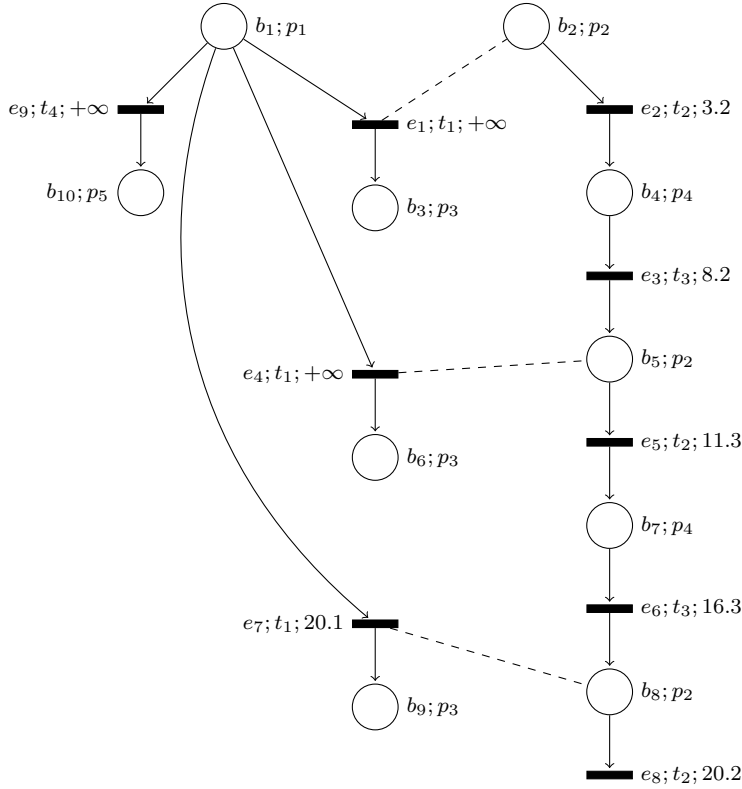 b₁; p₁
b₂; p₂
e₉; t₄; +∞
e₁; t₁; +∞
e₂; t₂; 3.2
b₁₀; p₅
b₃; p₃
b₄; p₄
e₃; t₃; 8.2
e₄; t₁; +∞
b₅; p₂
b₆; p₃
e₅; t₂; 11.3
b₇; p₄
e₇; t₁; 20.1
e₆; t₃; 16.3
b₉; p₃
b₈; p₂
e₈; t₂; 20.2